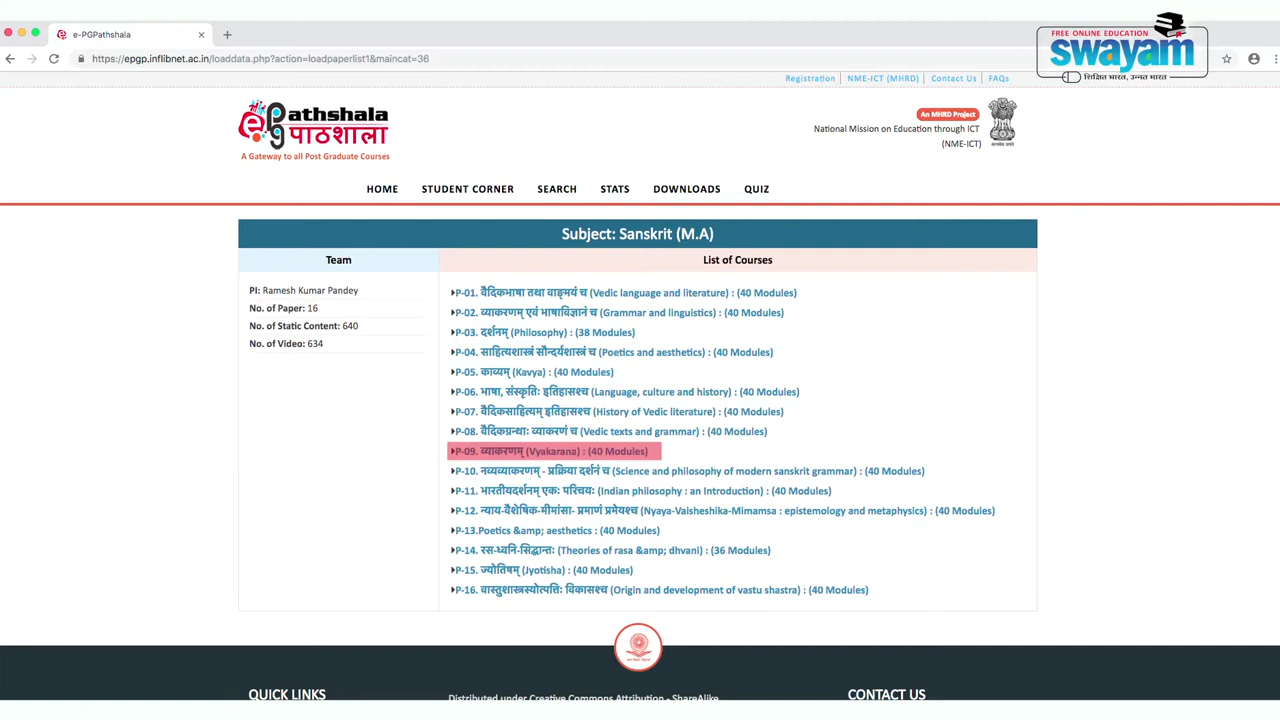 e-PGPathshala
FREE ONLINE EDUCATION
swayam
शिक्षित भारत, उन्नत भारत
https://epgp.inflibnet.ac.in/loaddata.php?action=loadpaperlist1&maincat=36
Registration NME-ICT (MHRD) Contact Us FAQs
ePG Pathshala
पाठशाला
A Gateway to all Post Graduate Courses
An MHRD Project
National Mission on Education through ICT
(NME-ICT)
HOME STUDENT CORNER SEARCH STATS DOWNLOADS QUIZ
Subject: Sanskrit (M.A)
Team
List of Courses
PI: Ramesh Kumar Pandey
No. of Paper: 16
No. of Static Content: 640
No. of Video: 634
P-01. वैदिकभाषा तथा वाङ्मयं च (Vedic language and literature) : (40 Modules)
P-02. व्याकरणम् एवं भाषाविज्ञानं च (Grammar and linguistics) : (40 Modules)
P-03. दर्शनम् (Philosophy) : (38 Modules)
P-04. साहित्यशास्त्रं सौन्दर्यशास्त्रं च (Poetics and aesthetics) : (40 Modules)
P-05. काव्यम् (Kavya) : (40 Modules)
P-06. भाषा, संस्कृतिः इतिहासश्च (Language, culture and history) : (40 Modules)
P-07. वैदिकसाहित्यम् इतिहासश्च (History of Vedic literature) : (40 Modules)
P-08. वैदिकग्रन्थाः व्याकरणं च (Vedic texts and grammar) : (40 Modules)
P-09. व्याकरणम् (Vyakarana) : (40 Modules)
P-10. नव्यव्याकरणम् - प्रक्रिया दर्शनं च (Science and philosophy of modern sanskrit grammar) : (40 Modules)
P-11. भारतीयदर्शनम् एकः परिचयः (Indian philosophy : an Introduction) : (40 Modules)
P-12. न्याय-वैशेषिक-मीमांसा- प्रमाणं प्रमेयश्च (Nyaya-Vaisheshika-Mimamsa : epistemology and metaphysics) : (40 Modules)
P-13.Poetics &amp; aesthetics : (40 Modules)
P-14. रस-ध्वनि-सिद्धान्तः (Theories of rasa &amp; dhvani) : (36 Modules)
P-15. ज्योतिषम् (Jyotisha) : (40 Modules)
P-16. वास्तुशास्त्रस्योत्पत्तिः विकासश्च (Origin and development of vastu shastra) : (40 Modules)
QUICK LINKS
Distributed under Creative Commons Attribution - ShareAlike
CONTACT US